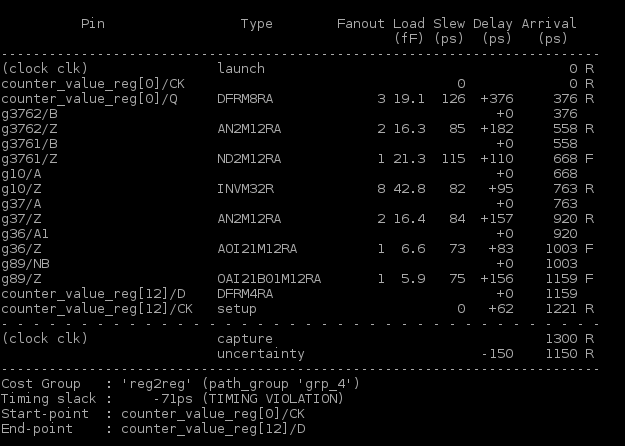 Pin Type Fanout Load Slew Delay Arrival
(fF) (ps) (ps) (ps)
(clock clk) launch 0 R
counter_value_reg[0]/CK 0 0 R
counter_value_reg[0]/Q DFRM8RA 3 19.1 126 +376 376 R
g3762/B +0 376
g3762/Z AN2M12RA 2 16.3 85 +182 558 R
g3761/B +0 558
g3761/Z ND2M12RA 1 21.3 115 +110 668 F
g10/A +0 668
g10/Z INVM32R 8 42.8 82 +95 763 R
g37/A +0 763
g37/Z AN2M12RA 2 16.4 84 +157 920 R
g36/A1 +0 920
g36/Z AOI21M12RA 1 6.6 73 +83 1003 F
g89/NB +0 1003
g89/Z OAI21B01M12RA 1 5.9 75 +156 1159 F
counter_value_reg[12]/D DFRM4RA +0 1159
counter_value_reg[12]/CK setup 0 +62 1221 R
(clock clk) capture 1300 R
uncertainty -150 1150 R
Cost Group : 'reg2reg' (path_group 'grp_4')
Timing slack : -71ps (TIMING VIOLATION)
Start-point : counter_value_reg[0]/CK
End-point : counter_value_reg[12]/D